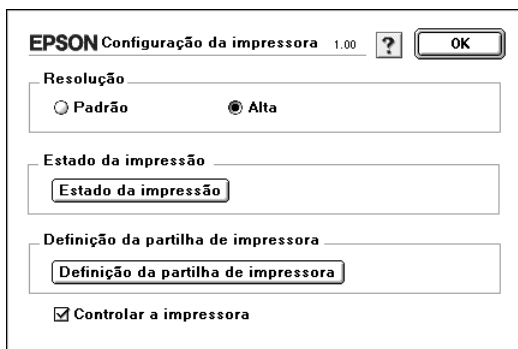 EPSON Configuração da impressora 1.00 ? OK
Resolução
Padrão Alta
Estado da impressão
Estado da impressão
Definição da partilha de impressora
Definição da partilha de impressora
Controlar a impressora